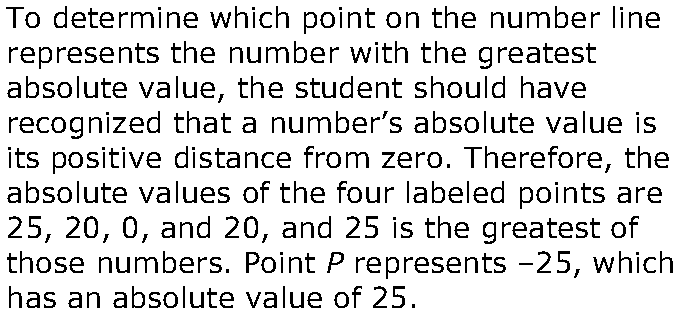 To determine which point on the number line
represents the number with the greatest
absolute value, the student should have
recognized that a number's absolute value is
its positive distance from zero. Therefore, the
absolute values of the four labeled points are
25, 20, 0, and 20, and 25 is the greatest of
those numbers. Point P represents –25, which
has an absolute value of 25.